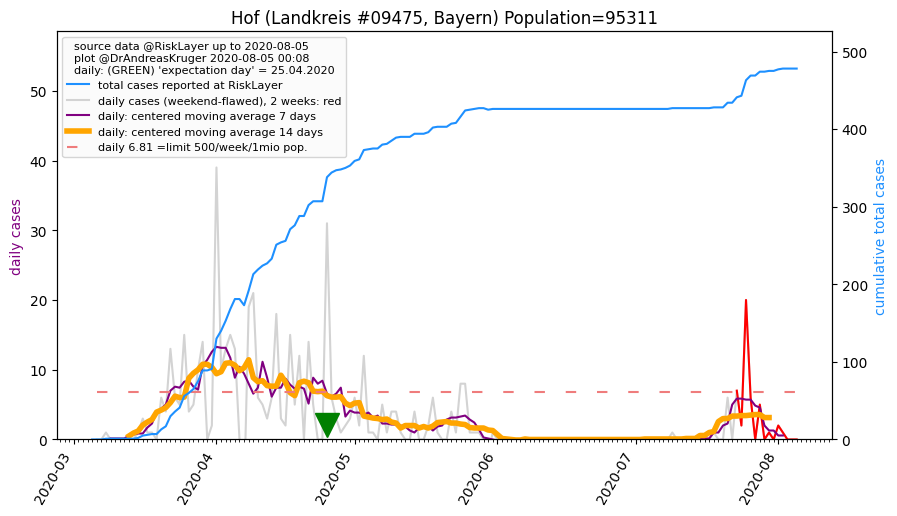 Hof (Landkreis #09475, Bayern) Population=95311
source data @RiskLayer up to 2020-08-05
plot @DrAndreasKruger 2020-08-05 00:08
daily: (GREEN) 'expectation day' = 25.04.2020
total cases reported at RiskLayer
daily cases (weekend-flawed), 2 weeks: red
daily: centered moving average 7 days
daily: centered moving average 14 days
daily 6.81 =limit 500/week/1mio pop.
daily cases
50
40
30
20
10
0
cumulative total cases
500
400
300
200
100
0
2020-03
2020-04
2020-05
2020-06
2020-07
2020-08